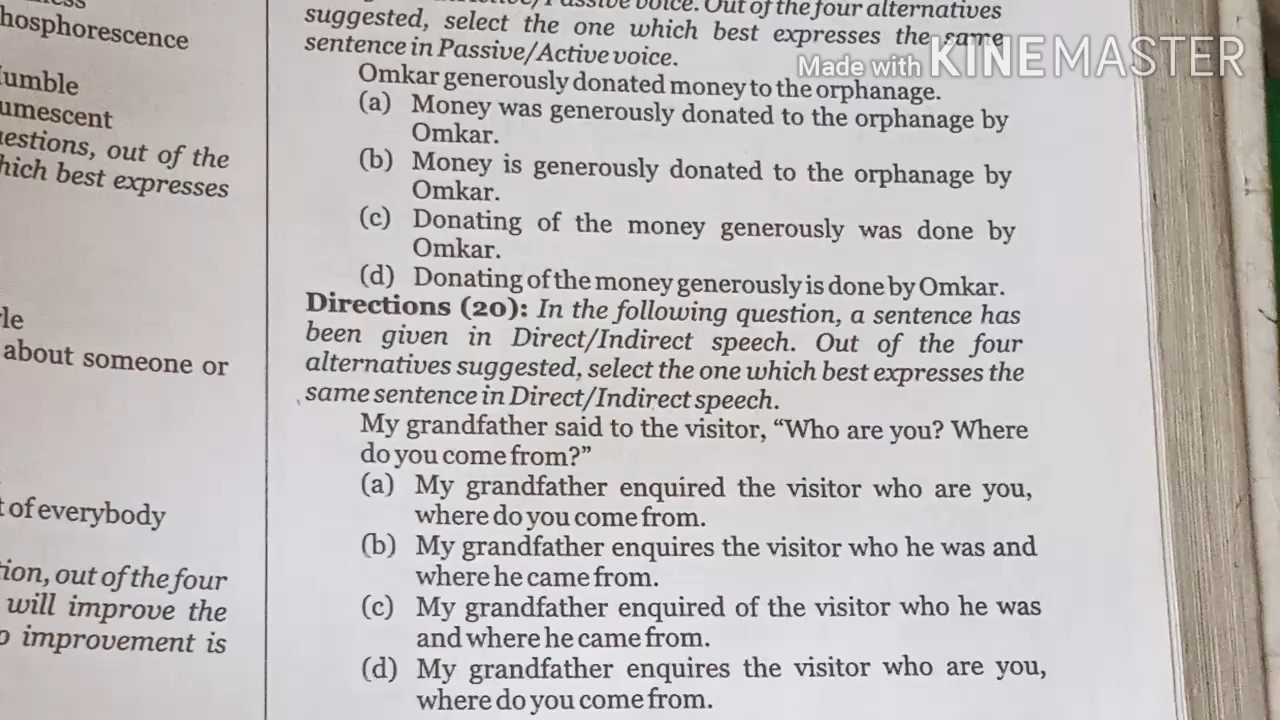 hosphorescence
umble
umescent
estions, out of the
hich best expresses
le
about someone or
of everybody
tion, out of the four
will improve the
o improvement is
Passive voice. Out of the four alternatives
suggested, select the one which best expresses the same
sentence in Passive/Active voice.
Omkar generously donated money to the orphanage.
(a) Money was generously donated to the orphanage by
Omkar.
(b) Money is generously donated to the orphanage by
Omkar.
(c) Donating of the money generously was done by
Omkar.
(d) Donating of the money generously is done by Omkar.
Directions (20): In the following question, a sentence has
been given in Direct/Indirect speech. Out of the four
alternatives suggested, select the one which best expresses the
same sentence in Direct/Indirect speech.
My grandfather said to the visitor, “Who are you? Where
do you come from?”
(a) My grandfather enquired the visitor who are you,
where do you come from.
(b) My grandfather enquires the visitor who he was and
where he came from.
(c) My grandfather enquired of the visitor who he was
and where he came from.
(d) My grandfather enquires the visitor who are you,
where do you come from.
Made with KINEMASTER